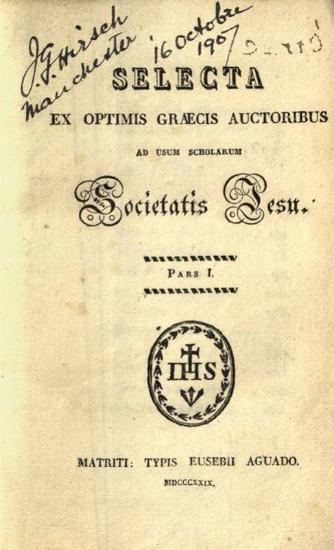 J G Hirsch
Manchester
16 Octobre
1907
SELECTA
EX OPTIMIS GRÆCIS AUCTORIBUS
AD USUM SCHOLARUM
Societatis Jesu.
PARS I.
IHS
MATRITI: TYPIS EUSEBII AGUADO.
MDCCCXXIX.